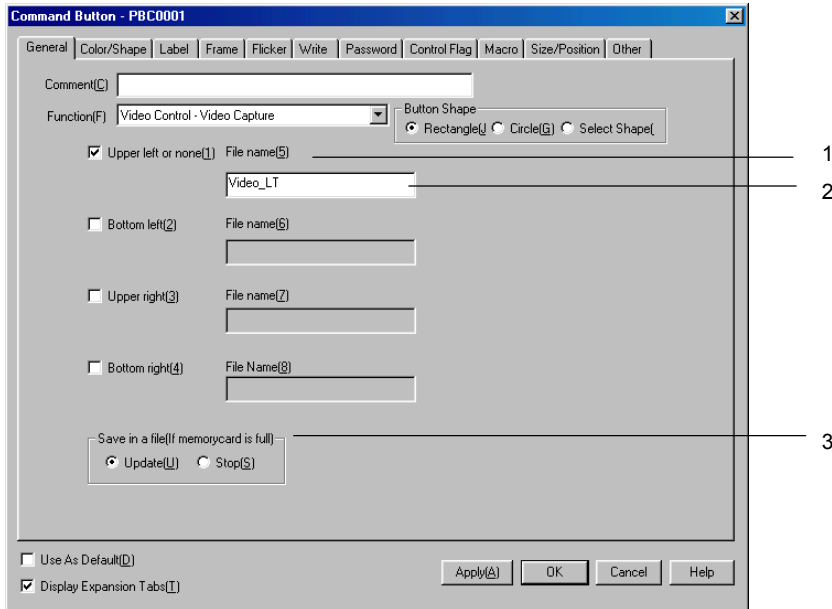 Command Button - PBC0001
General Color/Shape Label Frame Flicker Write Password Control Flag Macro Size/Position Other
Comment(C)
Function(F) Video Control - Video Capture
Button Shape
Rectangle(J Circle(G) Select Shape(
Upper left or none(1) File name(5) 1
Video_LT 2
Bottom left(2) File name(6)
Upper right(3) File name(7)
Bottom right(4) File Name(8)
Save in a file(If memorycard is full) 3
Update(U) Stop(S)
Use As Default(D)
Display Expansion Tabs(T)
Apply(A) OK Cancel Help